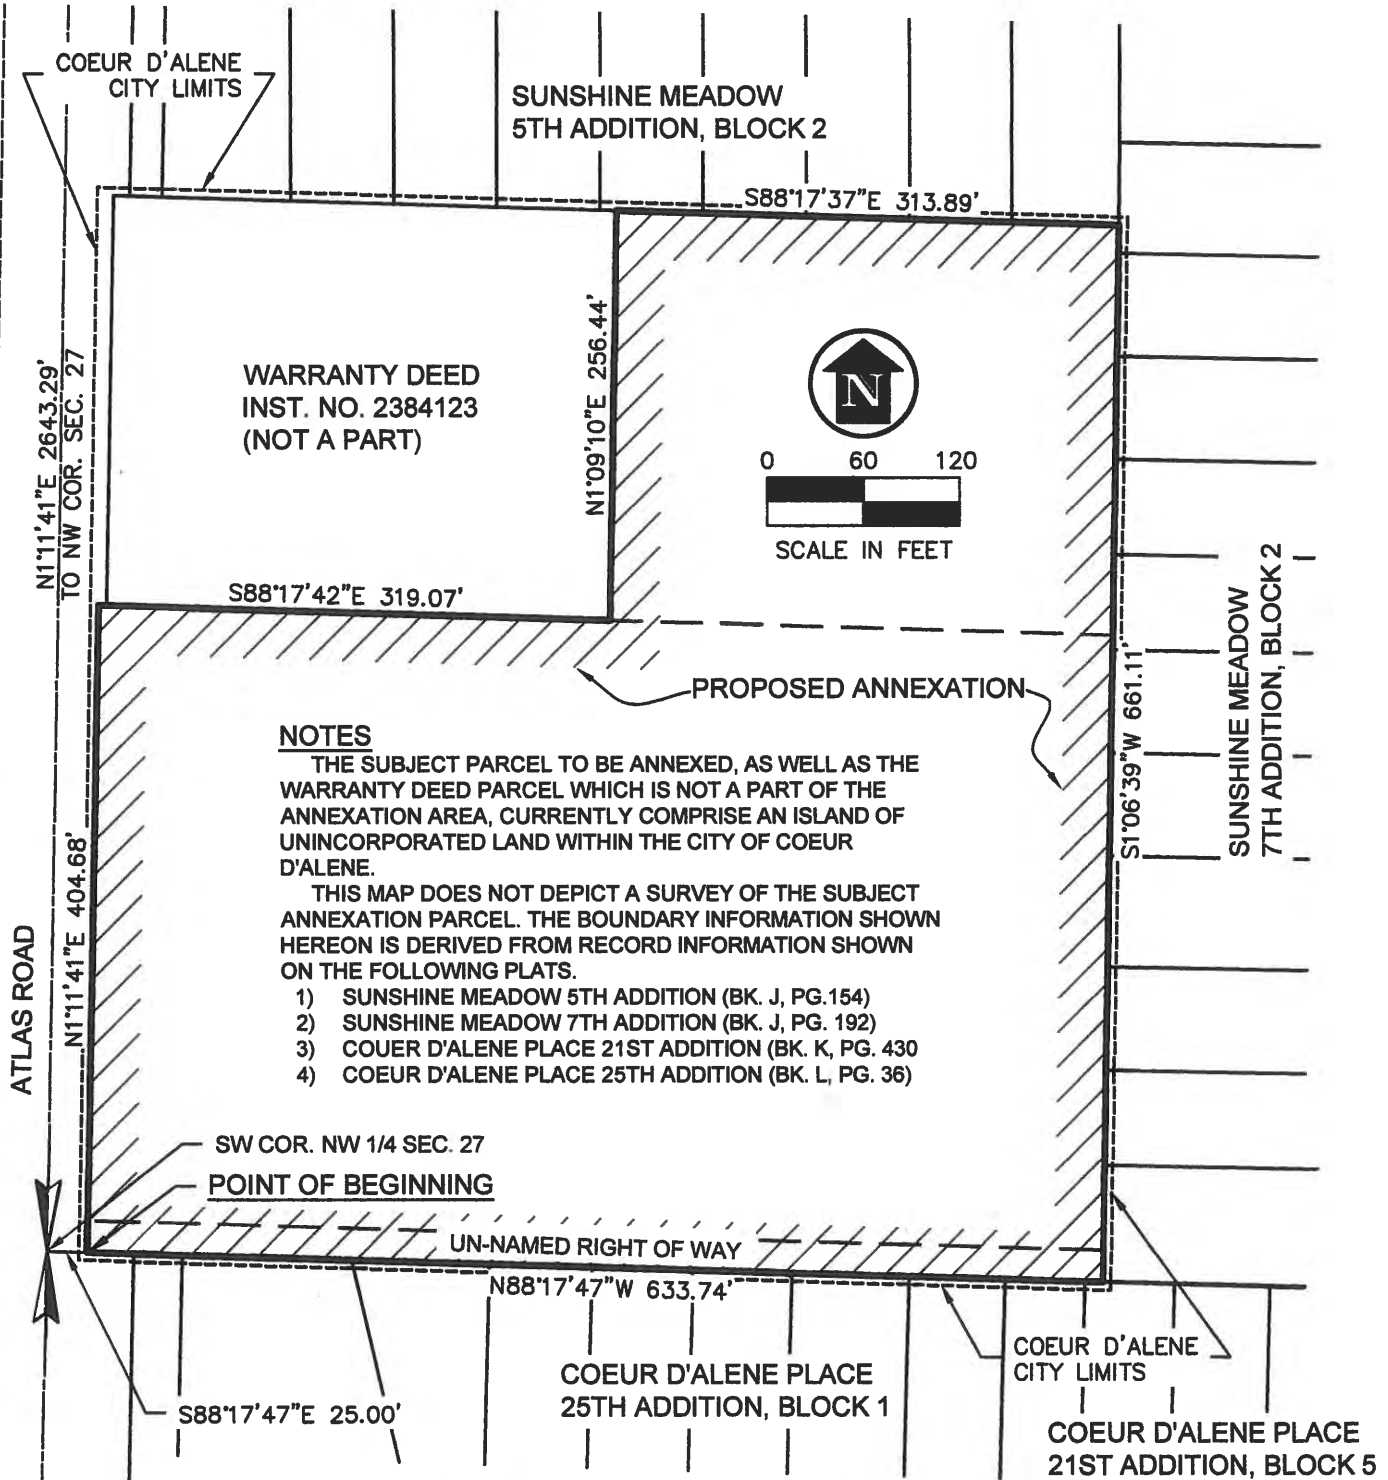 COEUR D'ALENE
CITY LIMITS
SUNSHINE MEADOW
5TH ADDITION, BLOCK 2
S88°17'37"E 313.89'
N1°11'41"E 2643.29'
TO NW COR. SEC. 27
WARRANTY DEED
INST. NO. 2384123
(NOT A PART)
N1°09'10"E 256.44'
N
0 60 120
SCALE IN FEET
S88°17'42"E 319.07'
SUNSHINE MEADOW
7TH ADDITION, BLOCK 2
S1°06'39"W 661.11'
PROPOSED ANNEXATION
NOTES
THE SUBJECT PARCEL TO BE ANNEXED, AS WELL AS THE
WARRANTY DEED PARCEL WHICH IS NOT A PART OF THE
ANNEXATION AREA, CURRENTLY COMPRISE AN ISLAND OF
UNINCORPORATED LAND WITHIN THE CITY OF COEUR
D'ALENE.
THIS MAP DOES NOT DEPICT A SURVEY OF THE SUBJECT
ANNEXATION PARCEL. THE BOUNDARY INFORMATION SHOWN
HEREON IS DERIVED FROM RECORD INFORMATION SHOWN
ON THE FOLLOWING PLATS.
1) SUNSHINE MEADOW 5TH ADDITION (BK. J, PG.154)
2) SUNSHINE MEADOW 7TH ADDITION (BK. J, PG. 192)
3) COUER D'ALENE PLACE 21ST ADDITION (BK. K, PG. 430
4) COEUR D'ALENE PLACE 25TH ADDITION (BK. L, PG. 36)
ATLAS ROAD
N1°11'41"E 404.68'
SW COR. NW 1/4 SEC. 27
POINT OF BEGINNING
UN-NAMED RIGHT OF WAY
N88°17'47"W 633.74'
COEUR D'ALENE
CITY LIMITS
S88°17'47"E 25.00'
COEUR D'ALENE PLACE
25TH ADDITION, BLOCK 1
COEUR D'ALENE PLACE
21ST ADDITION, BLOCK 5